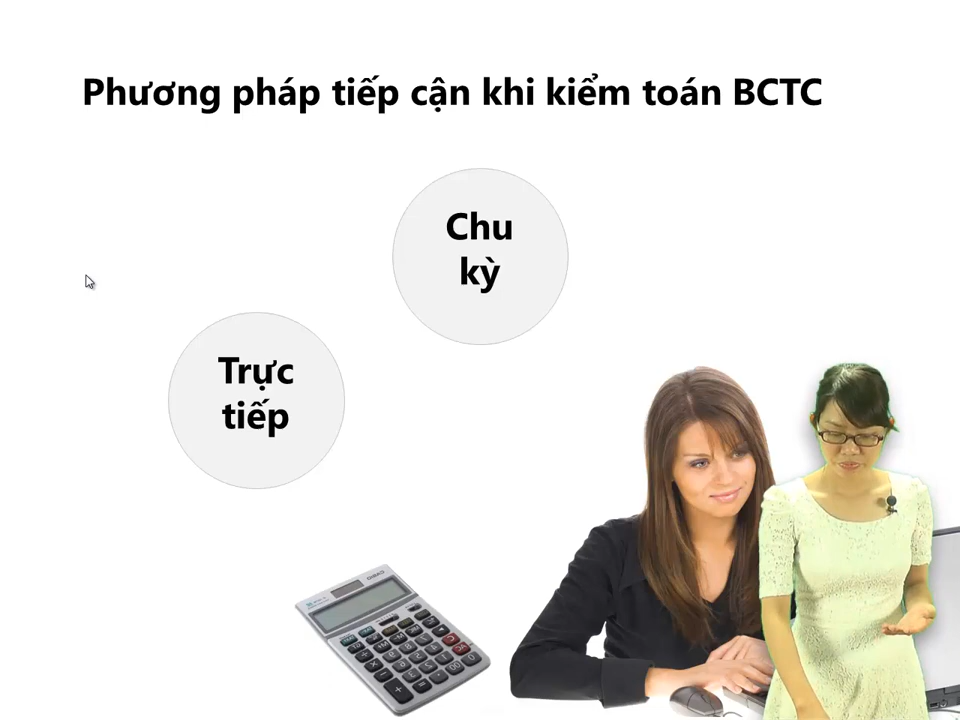 Phương pháp tiếp cận khi kiểm toán BCTC
Chu
kỳ
Trực
tiếp